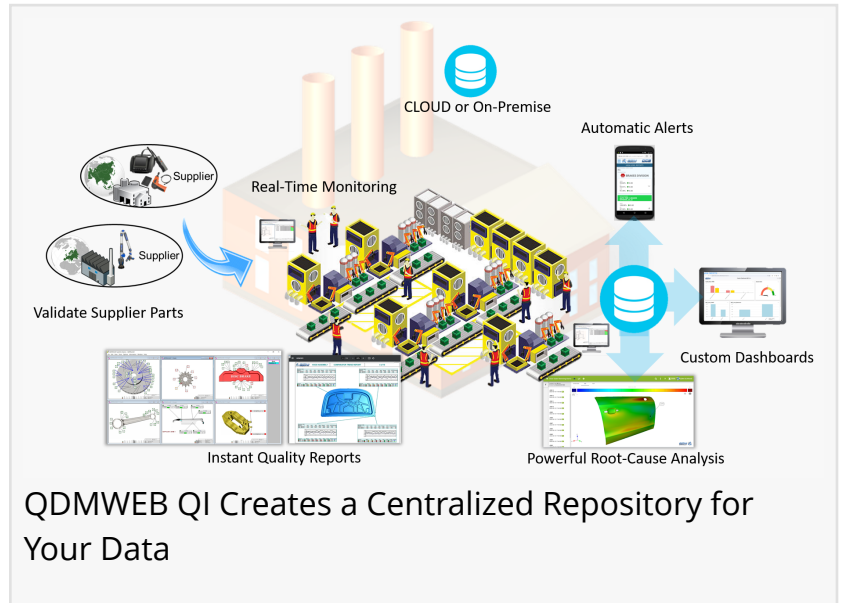 CLOUD or On-Premise
Automatic Alerts
Supplier
Real-Time Monitoring
Supplier
Validate Supplier Parts
Custom Dashboards
Instant Quality Reports
Powerful Root-Cause Analysis
QDMWEB QI Creates a Centralized Repository for
Your Data